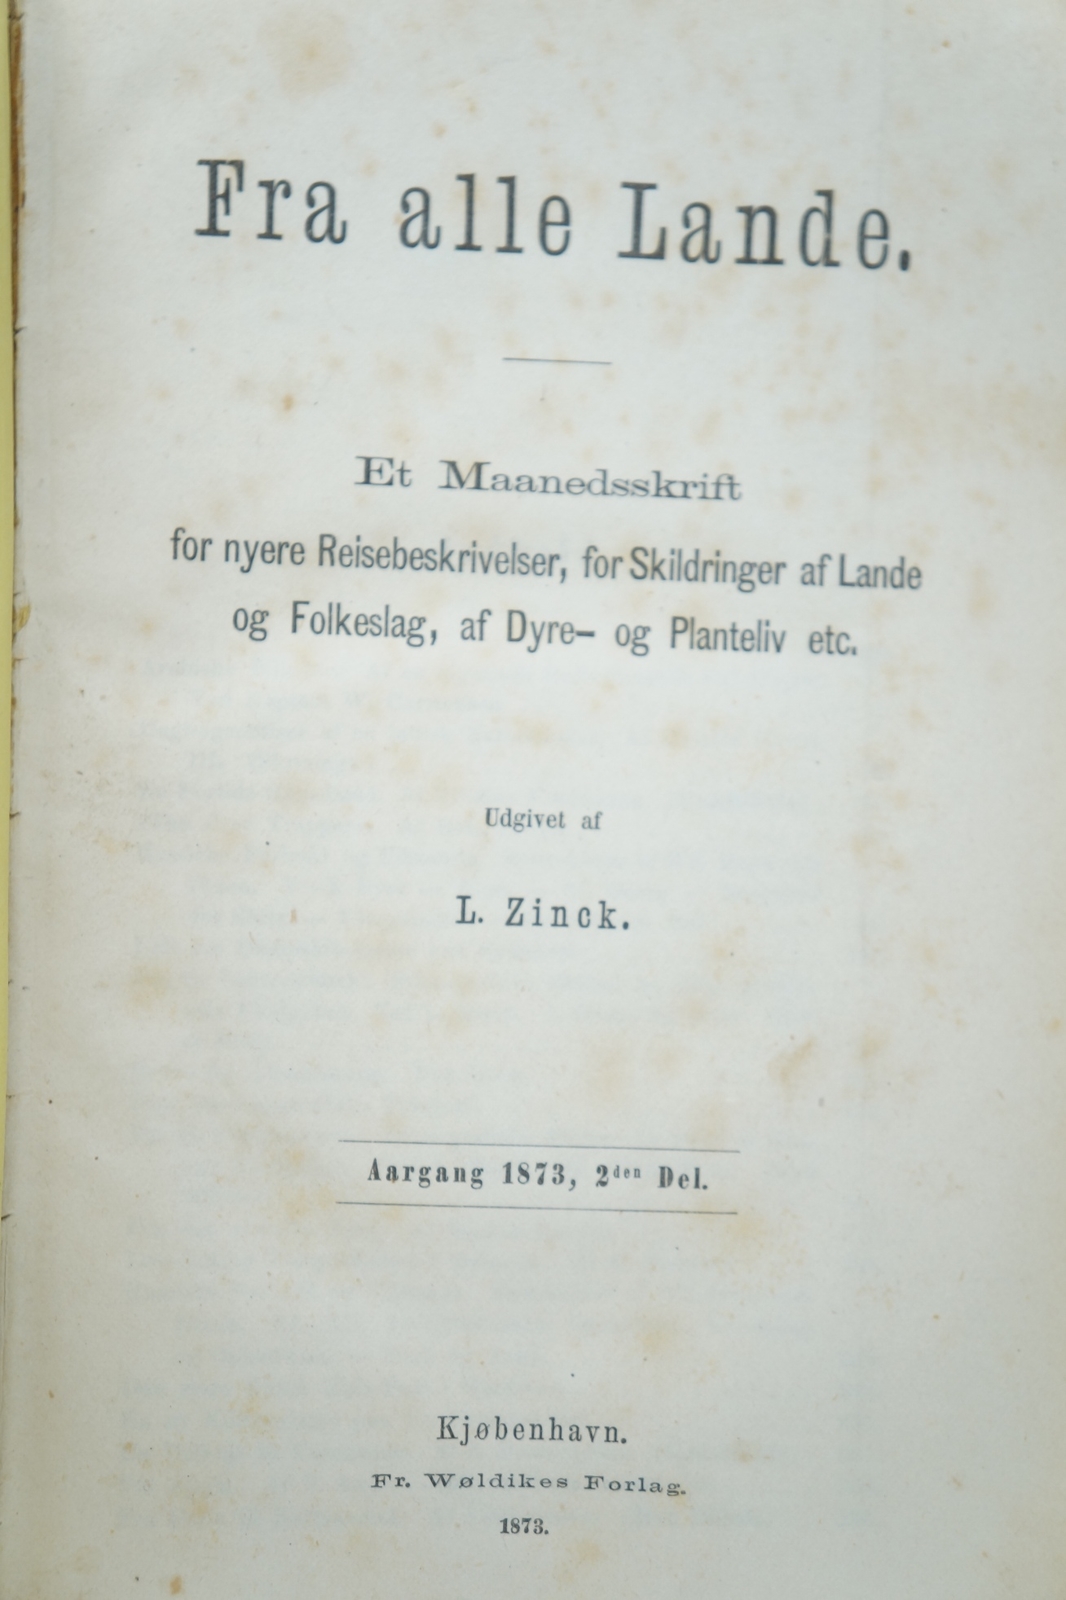 Fra alle Lande.
Et Maanedsskrift
for nyere Reisebeskrivelser, for Skildringer af Lande
og Folkeslag, af Dyre- og Planteliv etc.
Udgivet af
L. Zinck.
Aargang 1873, 2den Del.
Kjøbenhavn.
Fr. Wøldikes Forlag.
1873.